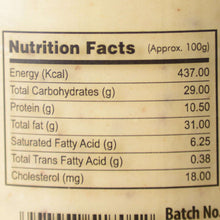 Nutrition Facts (Approx. 100g)
Energy (Kcal) 437.00
Total Carbohydrates (g) 29.00
Protein (g) 10.50
Total fat (g) 31.00
Saturated Fatty Acid (g) 6.25
Total Trans Fatty Acid (g) 0.38
Cholesterol (mg) 18.00
Batch No.